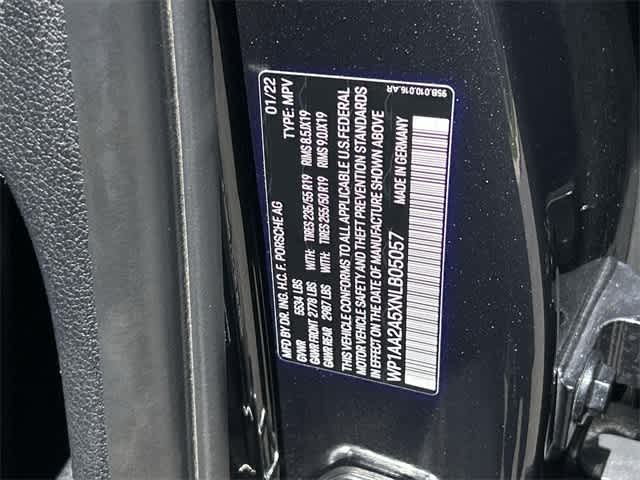 95B.010.016.AR
MFD BY DR. ING. H.C. F. PORSCHE AG 01/22
GVWR 5534 LBS TYPE: MPV
GAWR FRONT 2778 LBS WITH TIRES 235/55 R19 RIMS 8.5JX19
GAWR REAR 2987 LBS WITH TIRES 255/50 R19 RIMS 9.0JX19
THIS VEHICLE CONFORMS TO ALL APPLICABLE U.S. FEDERAL
MOTOR VEHICLE SAFETY AND THEFT PREVENTION STANDARDS
IN EFFECT ON THE DATE OF MANUFACTURE SHOWN ABOVE
WP1AA2A5XNLB05057 MADE IN GERMANY